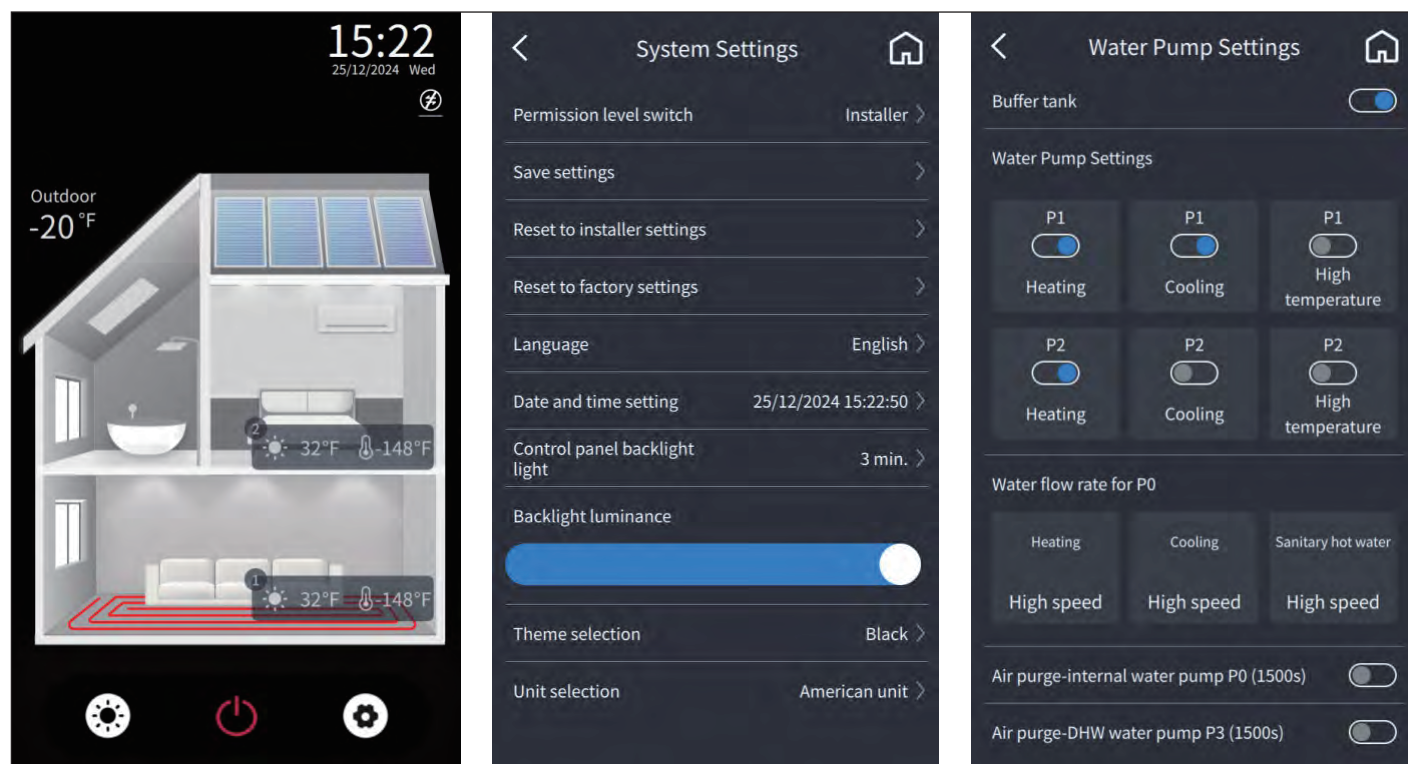 15:22
25/12/2024 Wed
Outdoor
-20 °F
2
32°F -148°F
1
32°F -148°F
System Settings
Permission level switch Installer
Save settings
Reset to installer settings
Reset to factory settings
Language English
Date and time setting 25/12/2024 15:22:50
Control panel backlight
light 3 min.
Backlight luminance
Theme selection Black
Unit selection American unit
Water Pump Settings
Buffer tank
Water Pump Settings
P1 P1 P1
Heating Cooling High
temperature
P2 P2 P2
Heating Cooling High
temperature
Water flow rate for P0
Heating Cooling Sanitary hot water
High speed High speed High speed
Air purge-internal water pump P0 (1500s)
Air purge-DHW water pump P3 (1500s)